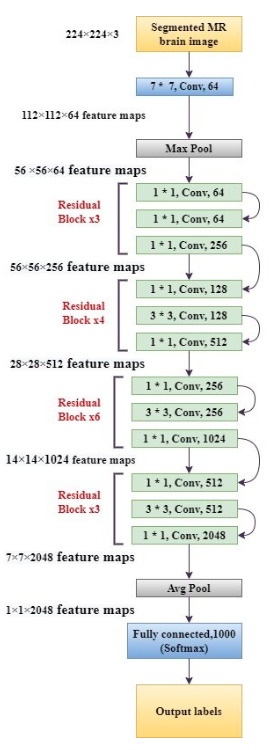 224×224×3
Segmented MR
brain image
7 * 7, Conv, 64
112×112×64 feature maps
Max Pool
56 ×56×64 feature maps
Residual
Block x3
1 * 1, Conv, 64
1 * 1, Conv, 64
1 * 1, Conv, 256
56×56×256 feature maps
Residual
Block x4
1 * 1, Conv, 128
3 * 3, Conv, 128
1 * 1, Conv, 512
28×28×512 feature maps
Residual
Block x6
1 * 1, Conv, 256
3 * 3, Conv, 256
1 * 1, Conv, 1024
14×14×1024 feature maps
Residual
Block x3
1 * 1, Conv, 512
3 * 3, Conv, 512
1 * 1, Conv, 2048
7×7×2048 feature maps
Avg Pool
1×1×2048 feature maps
Fully connected,1000
(Softmax)
Output labels